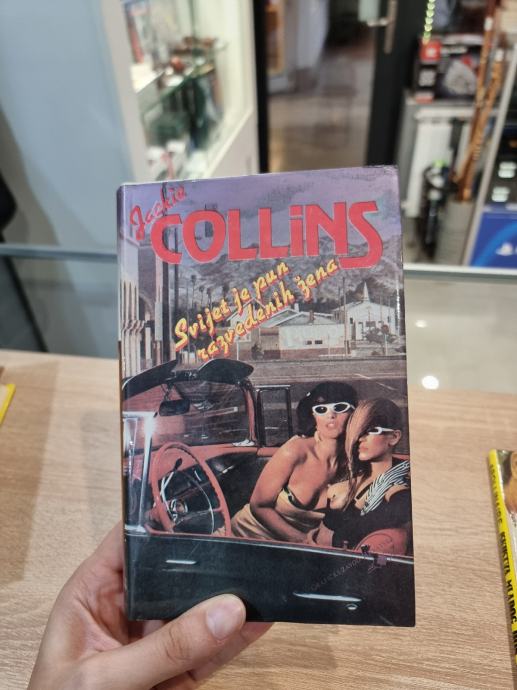 Jackie
COLLiNS
Svijet je pun
razvedenih žena